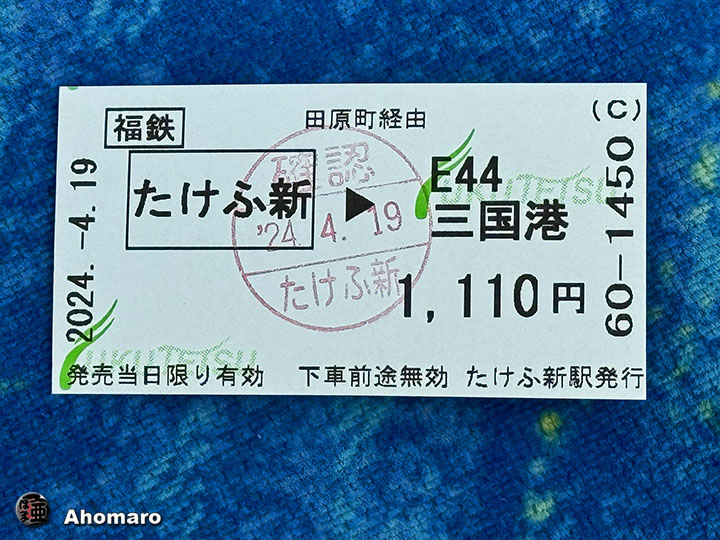 (C)
田原町経由
福鉄
たけふ新 ▶ E44 三国港
確認
'24.4.19
たけふ新
1,110円
2024.-4.19
60-1450
FUKUTETSU
FUKUTETSU
発売当日限り有効 下車前途無効 たけふ新駅発行
Ahomaro